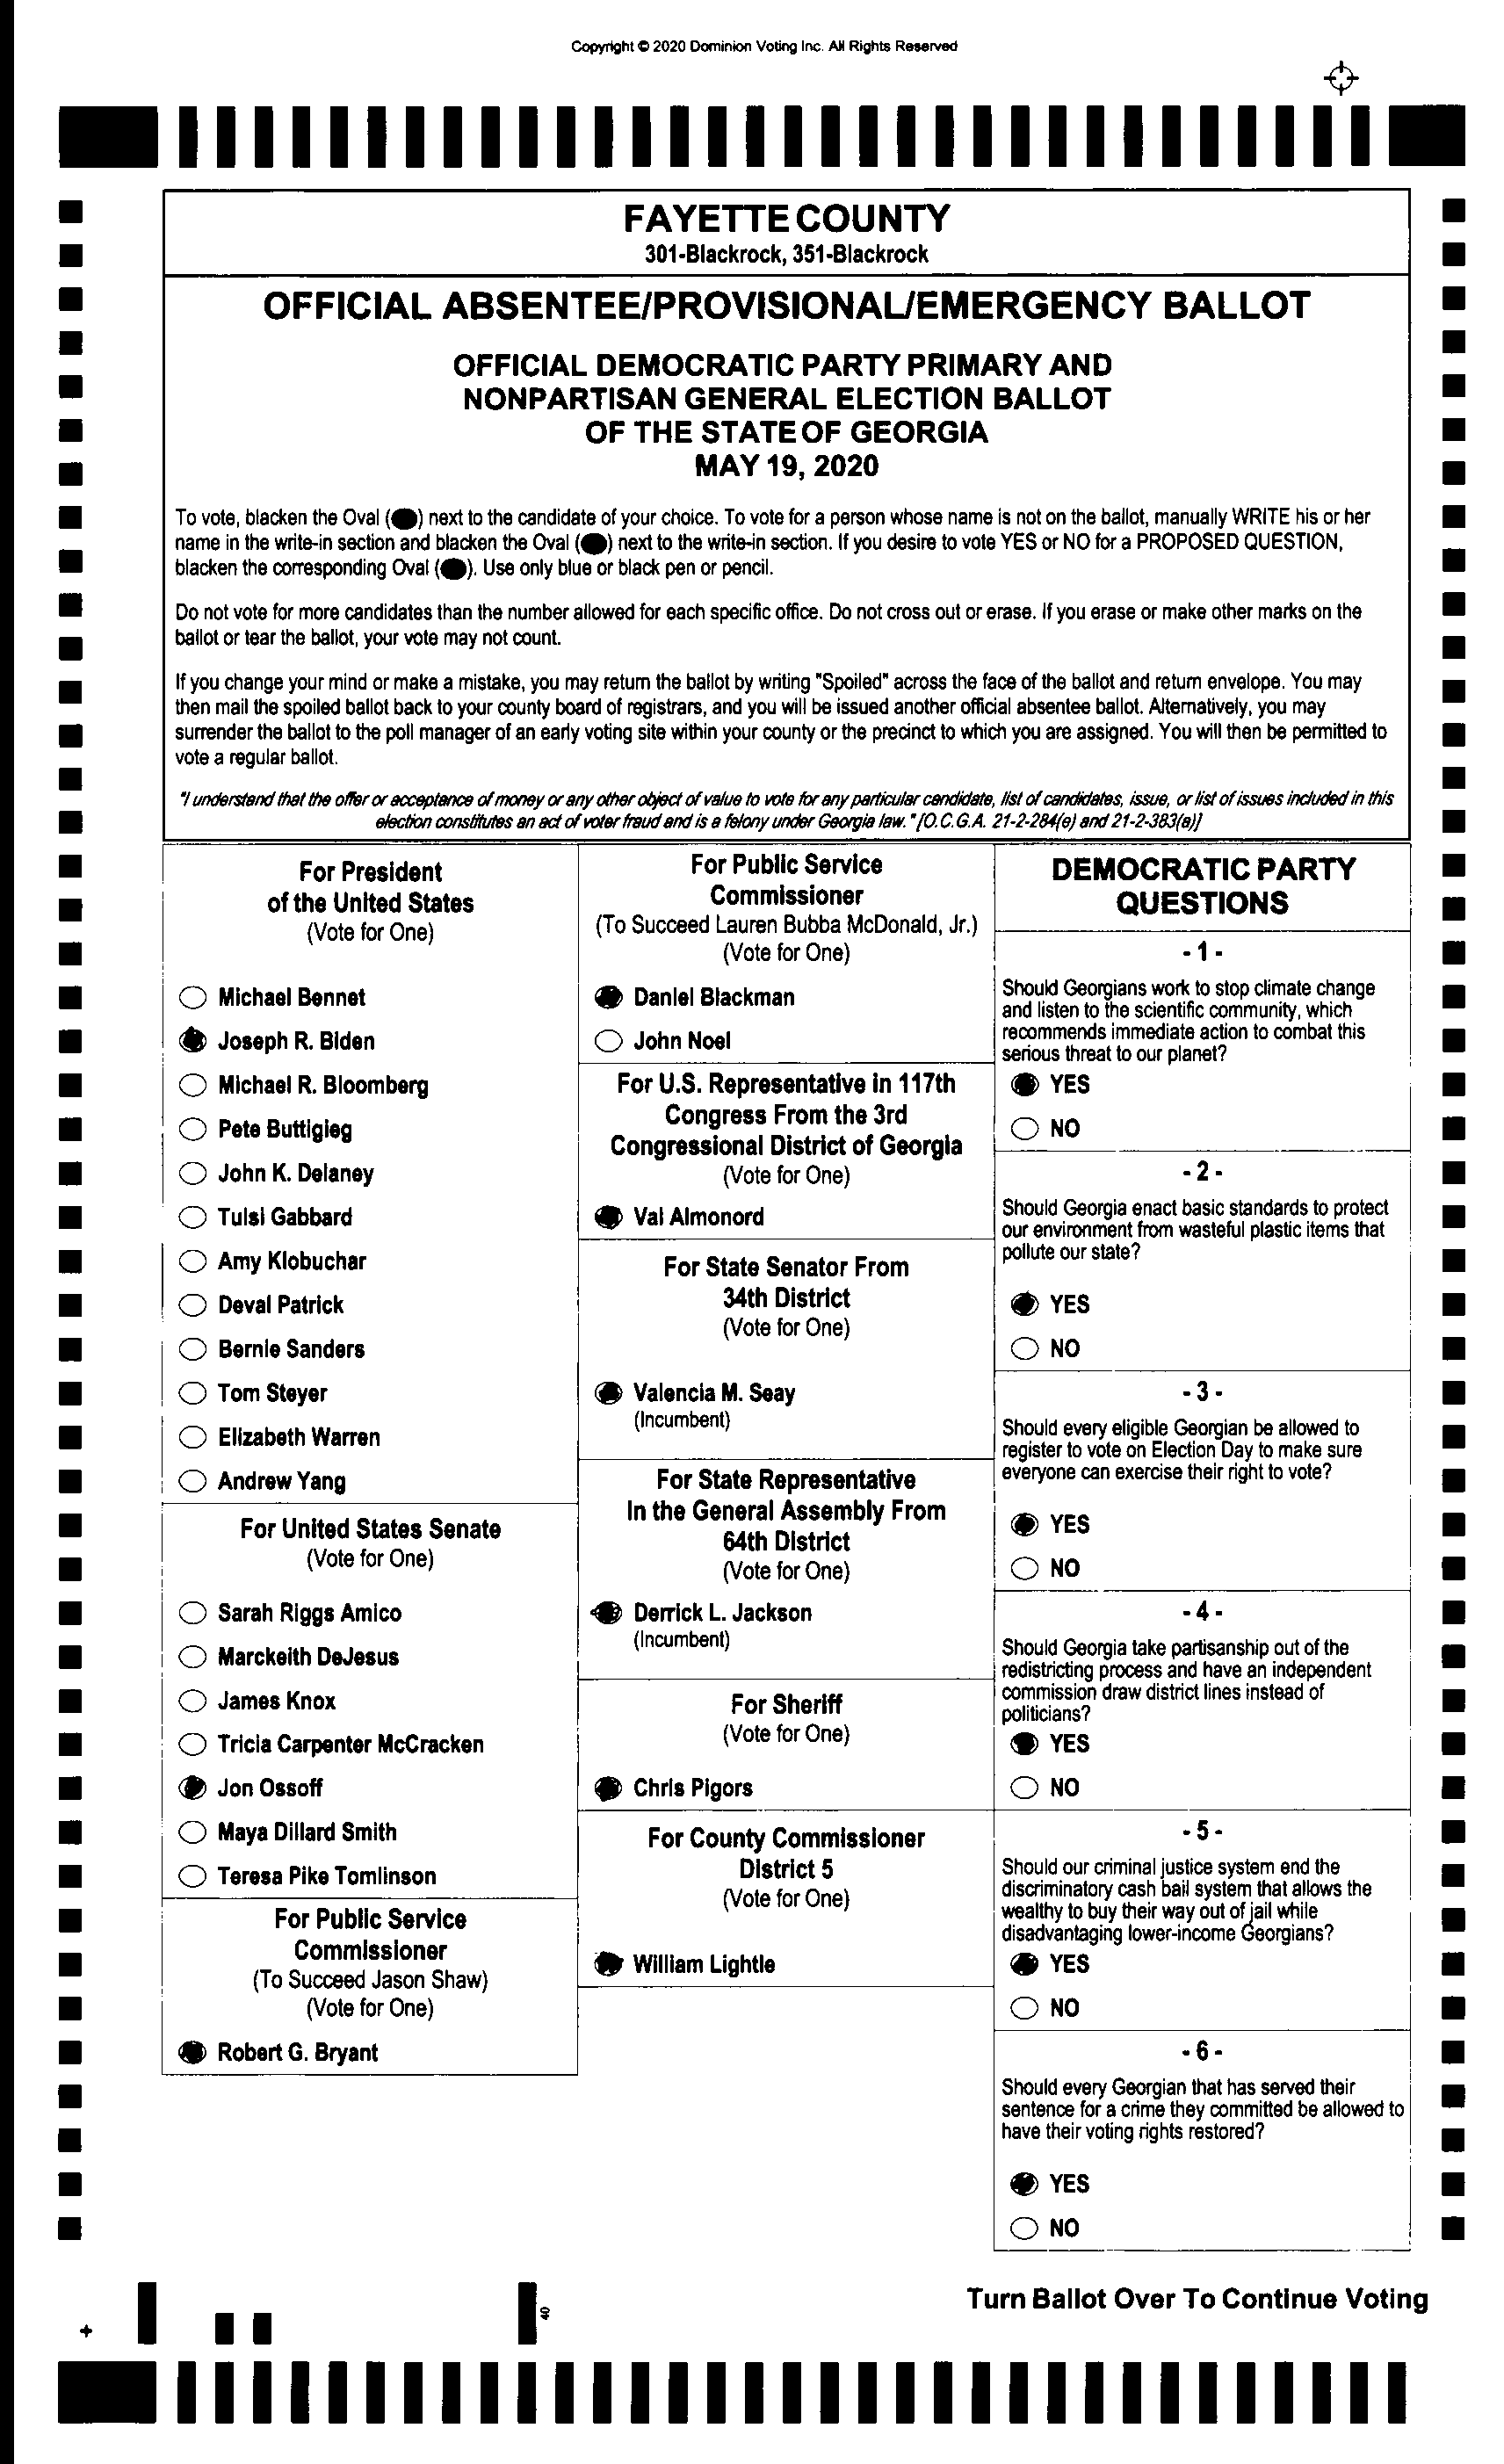 Copyright © 2020 Dominion Voting Inc. All Rights Reserved
FAYETTE COUNTY
301-Blackrock, 351-Blackrock
OFFICIAL ABSENTEE/PROVISIONAL/EMERGENCY BALLOT
OFFICIAL DEMOCRATIC PARTY PRIMARY AND
NONPARTISAN GENERAL ELECTION BALLOT
OF THE STATE OF GEORGIA
MAY 19, 2020
To vote, blacken the Oval (●) next to the candidate of your choice. To vote for a person whose name is not on the ballot, manually WRITE his or her
name in the write-in section and blacken the Oval (●) next to the write-in section. If you desire to vote YES or NO for a PROPOSED QUESTION,
blacken the corresponding Oval (●). Use only blue or black pen or pencil.
Do not vote for more candidates than the number allowed for each specific office. Do not cross out or erase. If you erase or make other marks on the
ballot or tear the ballot, your vote may not count.
If you change your mind or make a mistake, you may return the ballot by writing "Spoiled" across the face of the ballot and return envelope. You may
then mail the spoiled ballot back to your county board of registrars, and you will be issued another official absentee ballot. Alternatively, you may
surrender the ballot to the poll manager of an early voting site within your county or the precinct to which you are assigned. You will then be permitted to
vote a regular ballot.
"I understand that the offer or acceptance of money or any other object of value to vote for any particular candidate, list of candidates, issue, or list of issues included in this
election constitutes an act of voter fraud and is a felony under Georgia law." [O.C.G.A. 21-2-284(e) and 21-2-383(a)]
For President
of the United States
(Vote for One)
Michael Bennet
Joseph R. Biden
Michael R. Bloomberg
Pete Buttigieg
John K. Delaney
Tulsi Gabbard
Amy Klobuchar
Deval Patrick
Bernie Sanders
Tom Steyer
Elizabeth Warren
Andrew Yang
For United States Senate
(Vote for One)
Sarah Riggs Amico
Marckeith DeJesus
James Knox
Tricia Carpenter McCracken
Jon Ossoff
Maya Dillard Smith
Teresa Pike Tomlinson
For Public Service
Commissioner
(To Succeed Jason Shaw)
(Vote for One)
Robert G. Bryant
For Public Service
Commissioner
(To Succeed Lauren Bubba McDonald, Jr.)
(Vote for One)
Daniel Blackman
John Noel
For U.S. Representative in 117th
Congress From the 3rd
Congressional District of Georgia
(Vote for One)
Val Almonord
For State Senator From
34th District
(Vote for One)
Valencia M. Seay
(Incumbent)
For State Representative
In the General Assembly From
64th District
(Vote for One)
Derrick L. Jackson
(Incumbent)
For Sheriff
(Vote for One)
Chris Pigors
For County Commissioner
District 5
(Vote for One)
William Lightle
DEMOCRATIC PARTY
QUESTIONS
- 1 -
Should Georgians work to stop climate change
and listen to the scientific community, which
recommends immediate action to combat this
serious threat to our planet?
YES
NO
- 2 -
Should Georgia enact basic standards to protect
our environment from wasteful plastic items that
pollute our state?
YES
NO
- 3 -
Should every eligible Georgian be allowed to
register to vote on Election Day to make sure
everyone can exercise their right to vote?
YES
NO
- 4 -
Should Georgia take partisanship out of the
redistricting process and have an independent
commission draw district lines instead of
politicians?
YES
NO
- 5 -
Should our criminal justice system end the
discriminatory cash bail system that allows the
wealthy to buy their way out of jail while
disadvantaging lower-income Georgians?
YES
NO
- 6 -
Should every Georgian that has served their
sentence for a crime they committed be allowed to
have their voting rights restored?
YES
NO
Turn Ballot Over To Continue Voting
40